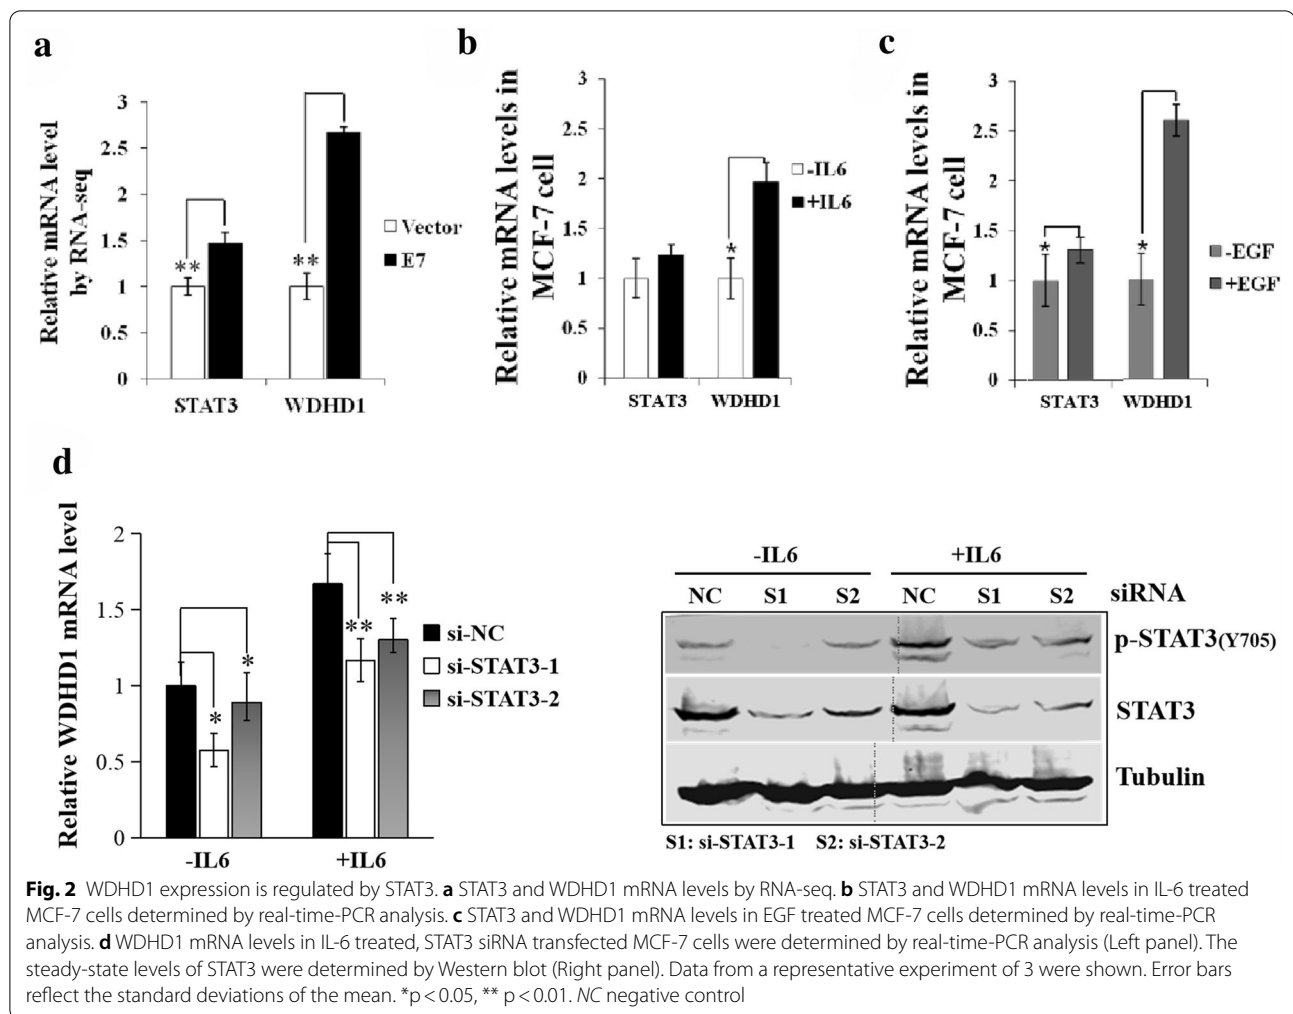 a
Relative mRNA level
by RNA-seq
3
2.5
2
1.5
1
0.5
0
**
**
STAT3
WDHD1
Vector
E7
b
Relative mRNA levels in
MCF-7 cell
3
2.5
2
1.5
1
0.5
0
*
STAT3
WDHD1
-IL6
+IL6
c
Relative mRNA levels in
MCF-7 cell
3
2.5
2
1.5
1
0.5
0
*
*
STAT3
WDHD1
-EGF
+EGF
d
Relative WDHD1 mRNA level
2
1.5
1
0.5
0
*
*
**
**
-IL6
+IL6
si-NC
si-STAT3-1
si-STAT3-2
-IL6 +IL6
NC S1 S2 NC S1 S2 siRNA
p-STAT3(Y705)
STAT3
Tubulin
S1: si-STAT3-1 S2: si-STAT3-2
Fig. 2 WDHD1 expression is regulated by STAT3. a STAT3 and WDHD1 mRNA levels by RNA-seq. b STAT3 and WDHD1 mRNA levels in IL-6 treated
MCF-7 cells determined by real-time-PCR analysis. c STAT3 and WDHD1 mRNA levels in EGF treated MCF-7 cells determined by real-time-PCR
analysis. d WDHD1 mRNA levels in IL-6 treated, STAT3 siRNA transfected MCF-7 cells were determined by real-time-PCR analysis (Left panel). The
steady-state levels of STAT3 were determined by Western blot (Right panel). Data from a representative experiment of 3 were shown. Error bars
reflect the standard deviations of the mean. *p < 0.05, ** p < 0.01. NC negative control